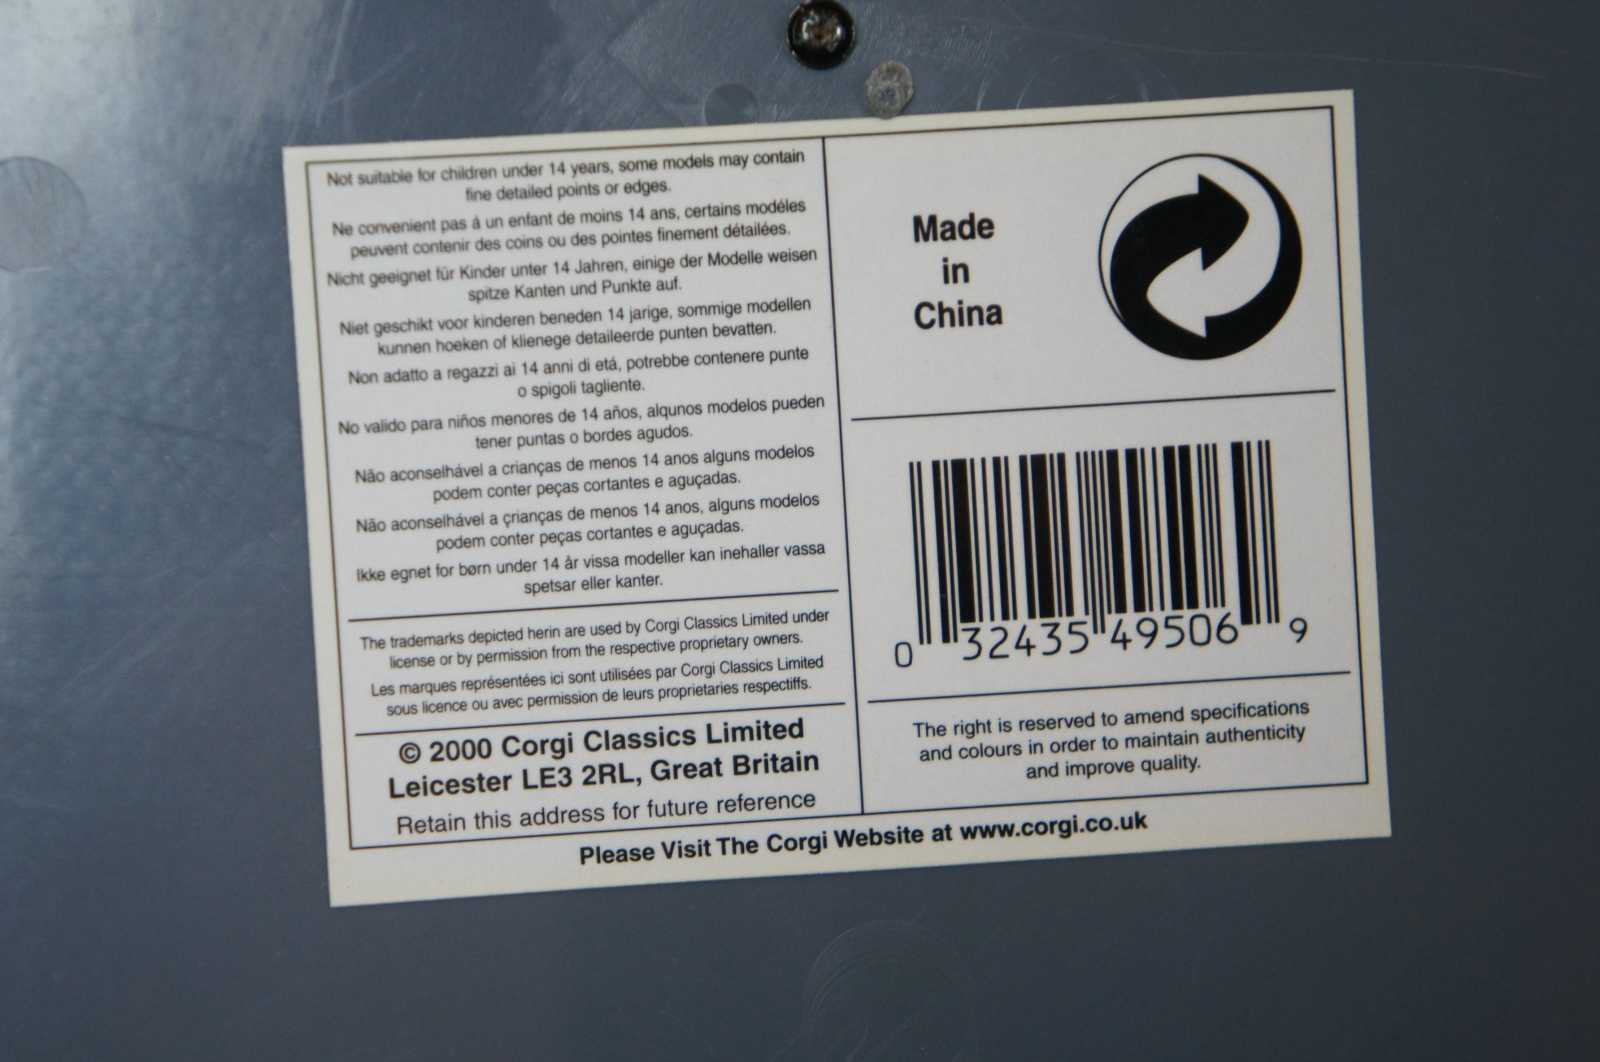 Not suitable for children under 14 years, some models may contain
fine detailed points or edges.
Ne convenient pas á un enfant de moins 14 ans, certains modéles
peuvent contenir des coins ou des pointes finement détailées.
Nicht geeignet für Kinder unter 14 Jahren, einige der Modelle weisen
spitze Kanten und Punkte auf.
Niet geschikt voor kinderen beneden 14 jarige, sommige modellen
kunnen hoeken of klienege detaileerde punten bevatten.
Non adatto a regazzi ai 14 anni di etá, potrebbe contenere punte
o spigoli tagliente.
No valido para niños menores de 14 años, alqunos modelos pueden
tener puntas o bordes agudos.
Não aconselhável a crianças de menos 14 anos alguns modelos
podem conter peças cortantes e aguçadas.
Não aconselhável a çrianças de menos 14 anos, alguns modelos
podem conter peças cortantes e aguçadas.
Ikke egnet for børn under 14 år vissa modeller kan inehaller vassa
spetsar eller kanter.
The trademarks depicted herin are used by Corgi Classics Limited under
license or by permission from the respective proprietary owners.
Les marques représentées ici sont utilisées par Corgi Classics Limited
sous licence ou avec permission de leurs proprietaries respectiffs.
© 2000 Corgi Classics Limited
Leicester LE3 2RL, Great Britain
Retain this address for future reference
Made
in
China
0 32435 49506 9
The right is reserved to amend specifications
and colours in order to maintain authenticity
and improve quality.
Please Visit The Corgi Website at www.corgi.co.uk